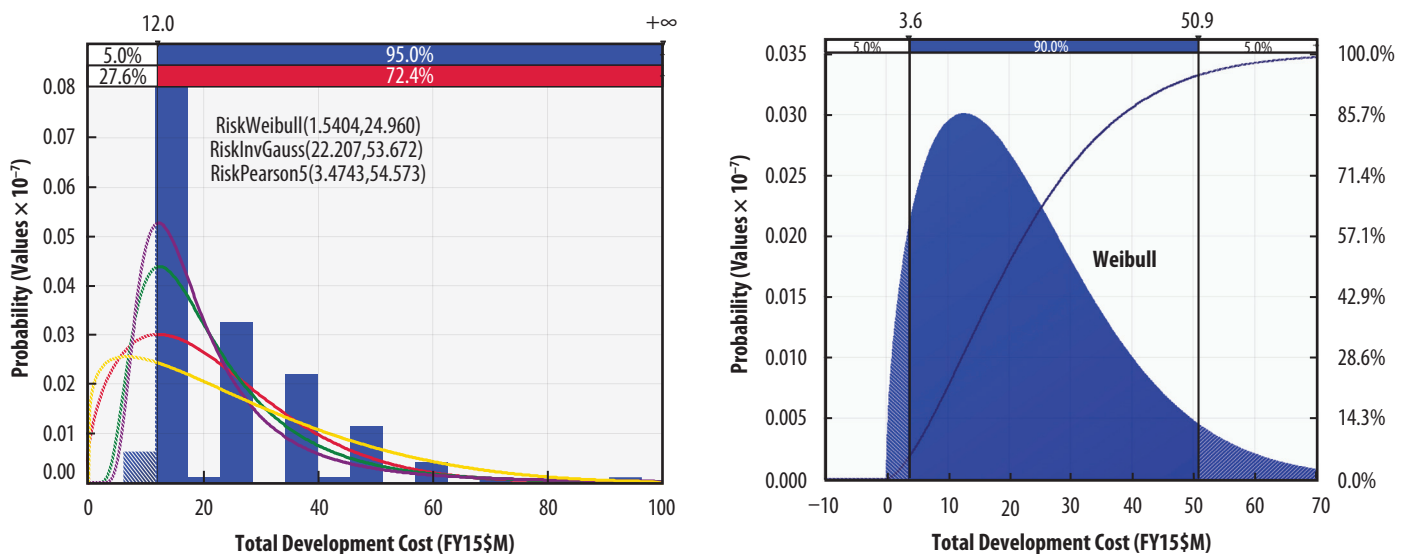 12.0 +∞
5.0% 95.0%
27.6% 72.4%
0.08
0.07
0.06
0.05
0.04
0.03
0.02
0.01
0.00
Probability (Values × 10⁻⁷)
RiskWeibull(1.5404,24.960)
RiskInvGauss(22.207,53.672)
RiskPearson5(3.4743,54.573)
0 20 40 60 80 100
Total Development Cost (FY15$M)
3.6 50.9
5.0% 90.0% 5.0%
0.035
0.030
0.025
0.020
0.015
0.010
0.005
0.000
Probability (Values × 10⁻⁷)
Weibull
100.0%
85.7%
71.4%
57.1%
42.9%
28.6%
14.3%
0.0%
−10 0 10 20 30 40 50 60 70
Total Development Cost (FY15$M)